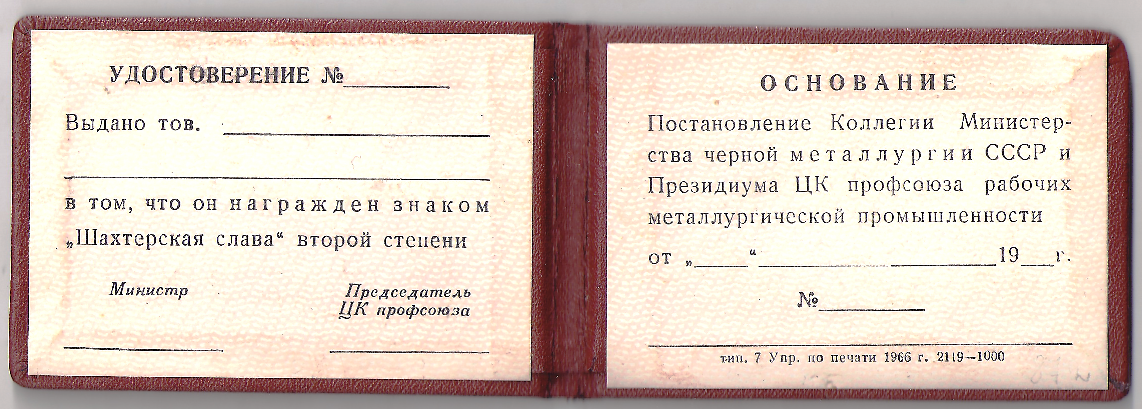 УДОСТОВЕРЕНИЕ №
Выдано тов.
в том, что он награжден знаком
„Шахтерская слава“ второй степени
Министр
Председатель
ЦК профсоюза
ОСНОВАНИЕ
Постановление Коллегии Министер-
ства черной металлургии СССР и
Президиума ЦК профсоюза рабочих
металлургической промышленности
от „ “ 19 г.
№
тип. 7 Упр. по печати 1966 г. 2119—1000